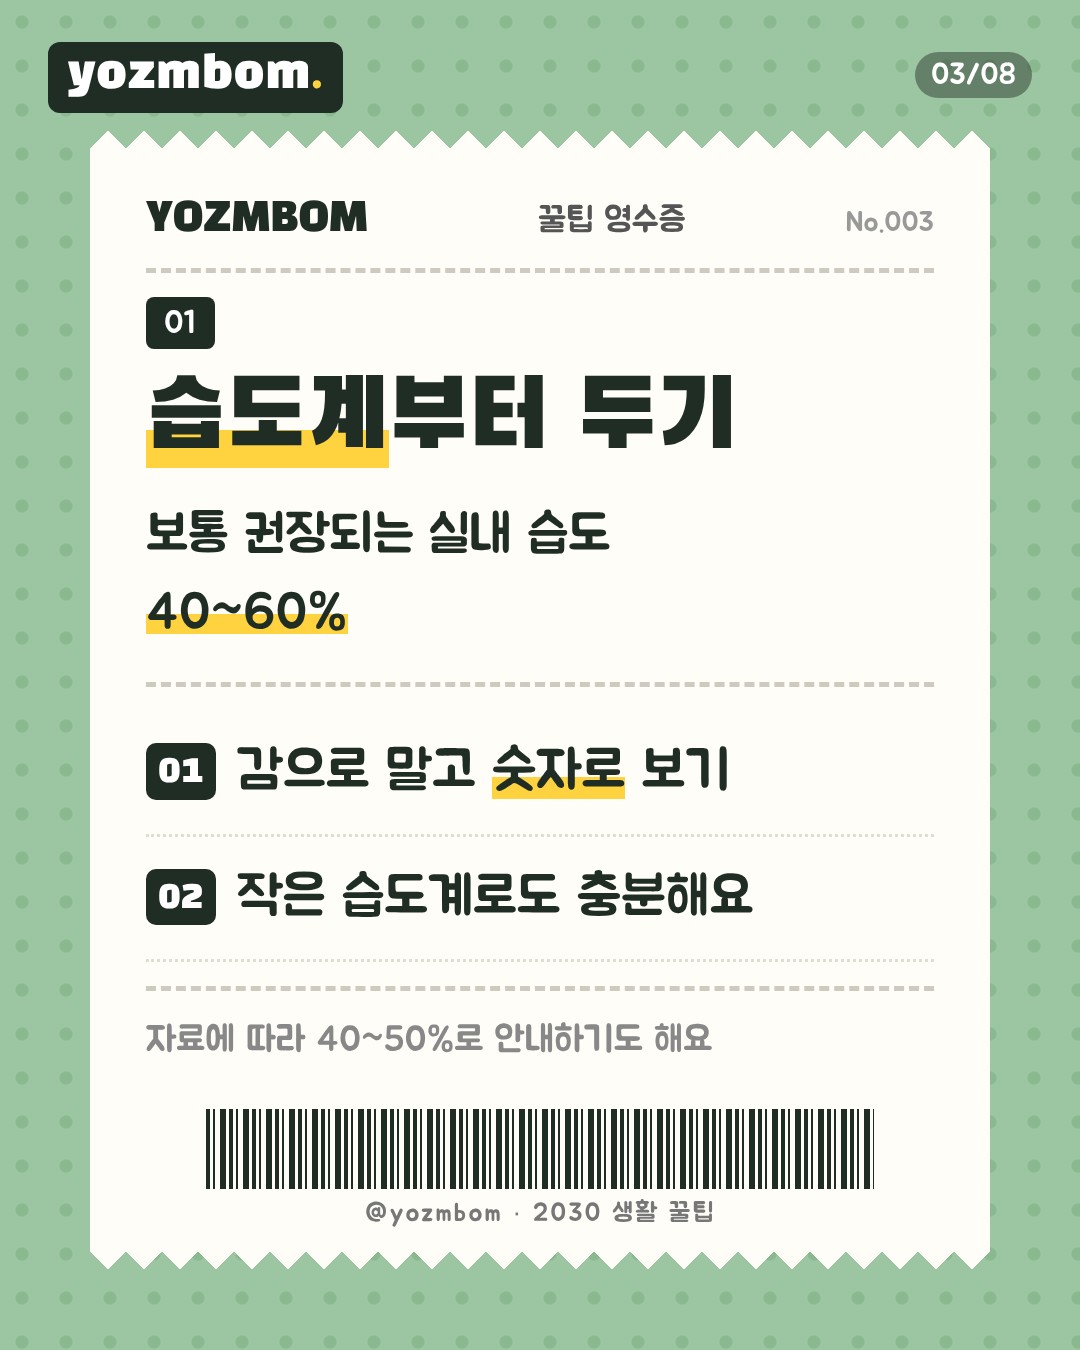 yozmbom.
03/08
YOZMBOM
꿀팁 영수증
No.003
01
습도계부터 두기
보통 권장되는 실내 습도
40~60%
01 감으로 말고 숫자로 보기
02 작은 습도계로도 충분해요
자료에 따라 40~50%로 안내하기도 해요
@yozmbom · 2030 생활 꿀팁